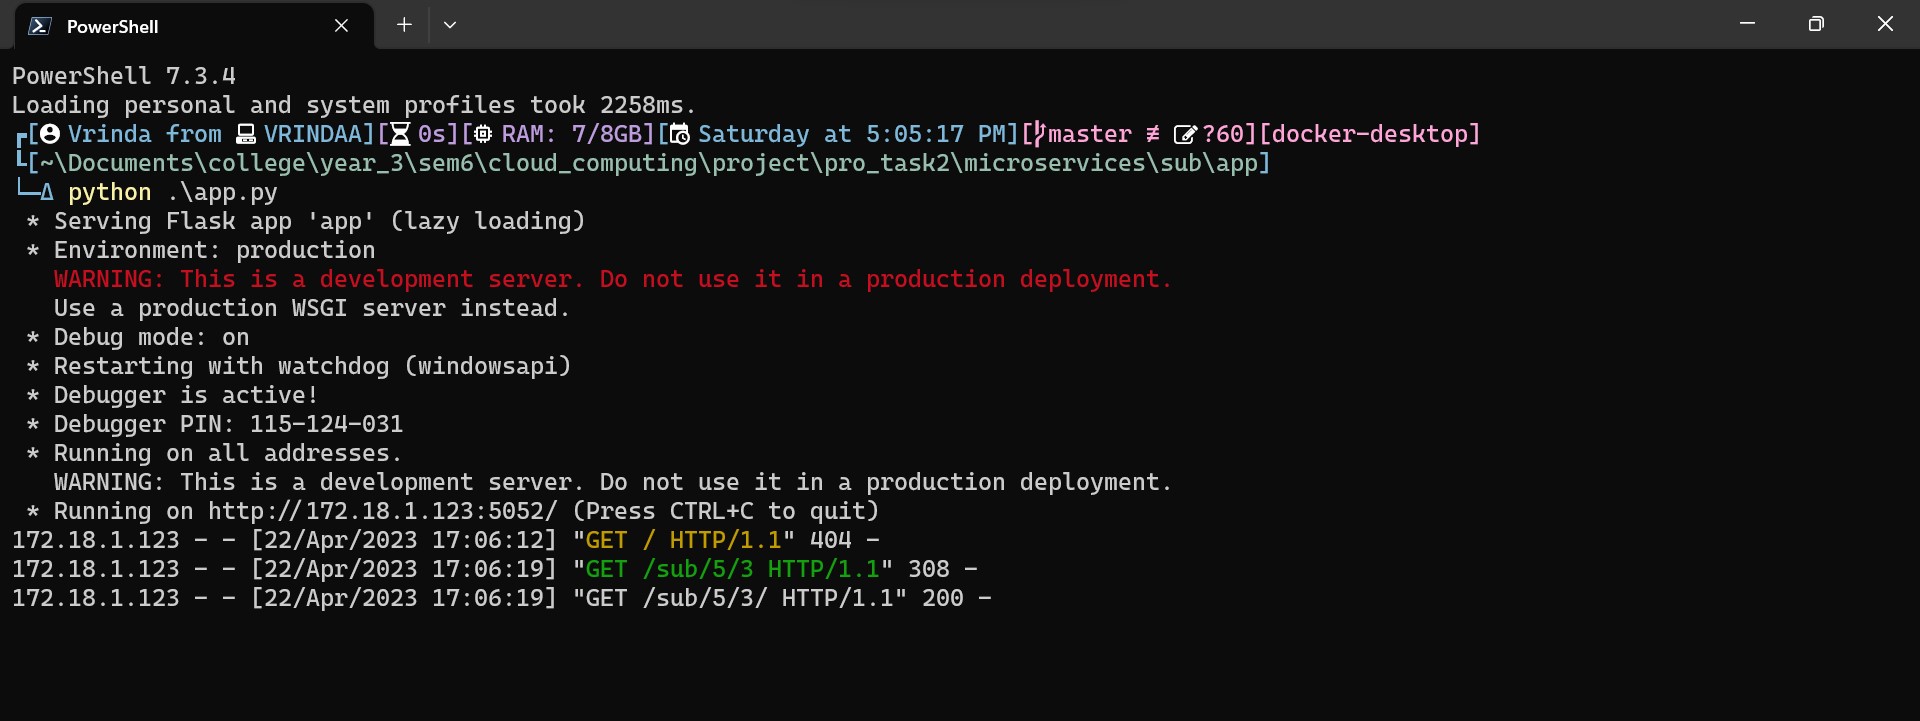 PowerShell
PowerShell 7.3.4
Loading personal and system profiles took 2258ms.
[Vrinda from VRINDAA][0s][RAM: 7/8GB][Saturday at 5:05:17 PM][master ≢ ?60][docker-desktop]
[~\Documents\college\year_3\sem6\cloud_computing\project\pro_task2\microservices\sub\app]
└─Δ python .\app.py
* Serving Flask app 'app' (lazy loading)
* Environment: production
WARNING: This is a development server. Do not use it in a production deployment.
Use a production WSGI server instead.
* Debug mode: on
* Restarting with watchdog (windowsapi)
* Debugger is active!
* Debugger PIN: 115-124-031
* Running on all addresses.
WARNING: This is a development server. Do not use it in a production deployment.
* Running on http://172.18.1.123:5052/ (Press CTRL+C to quit)
172.18.1.123 - - [22/Apr/2023 17:06:12] "GET / HTTP/1.1" 404 -
172.18.1.123 - - [22/Apr/2023 17:06:19] "GET /sub/5/3 HTTP/1.1" 308 -
172.18.1.123 - - [22/Apr/2023 17:06:19] "GET /sub/5/3/ HTTP/1.1" 200 -